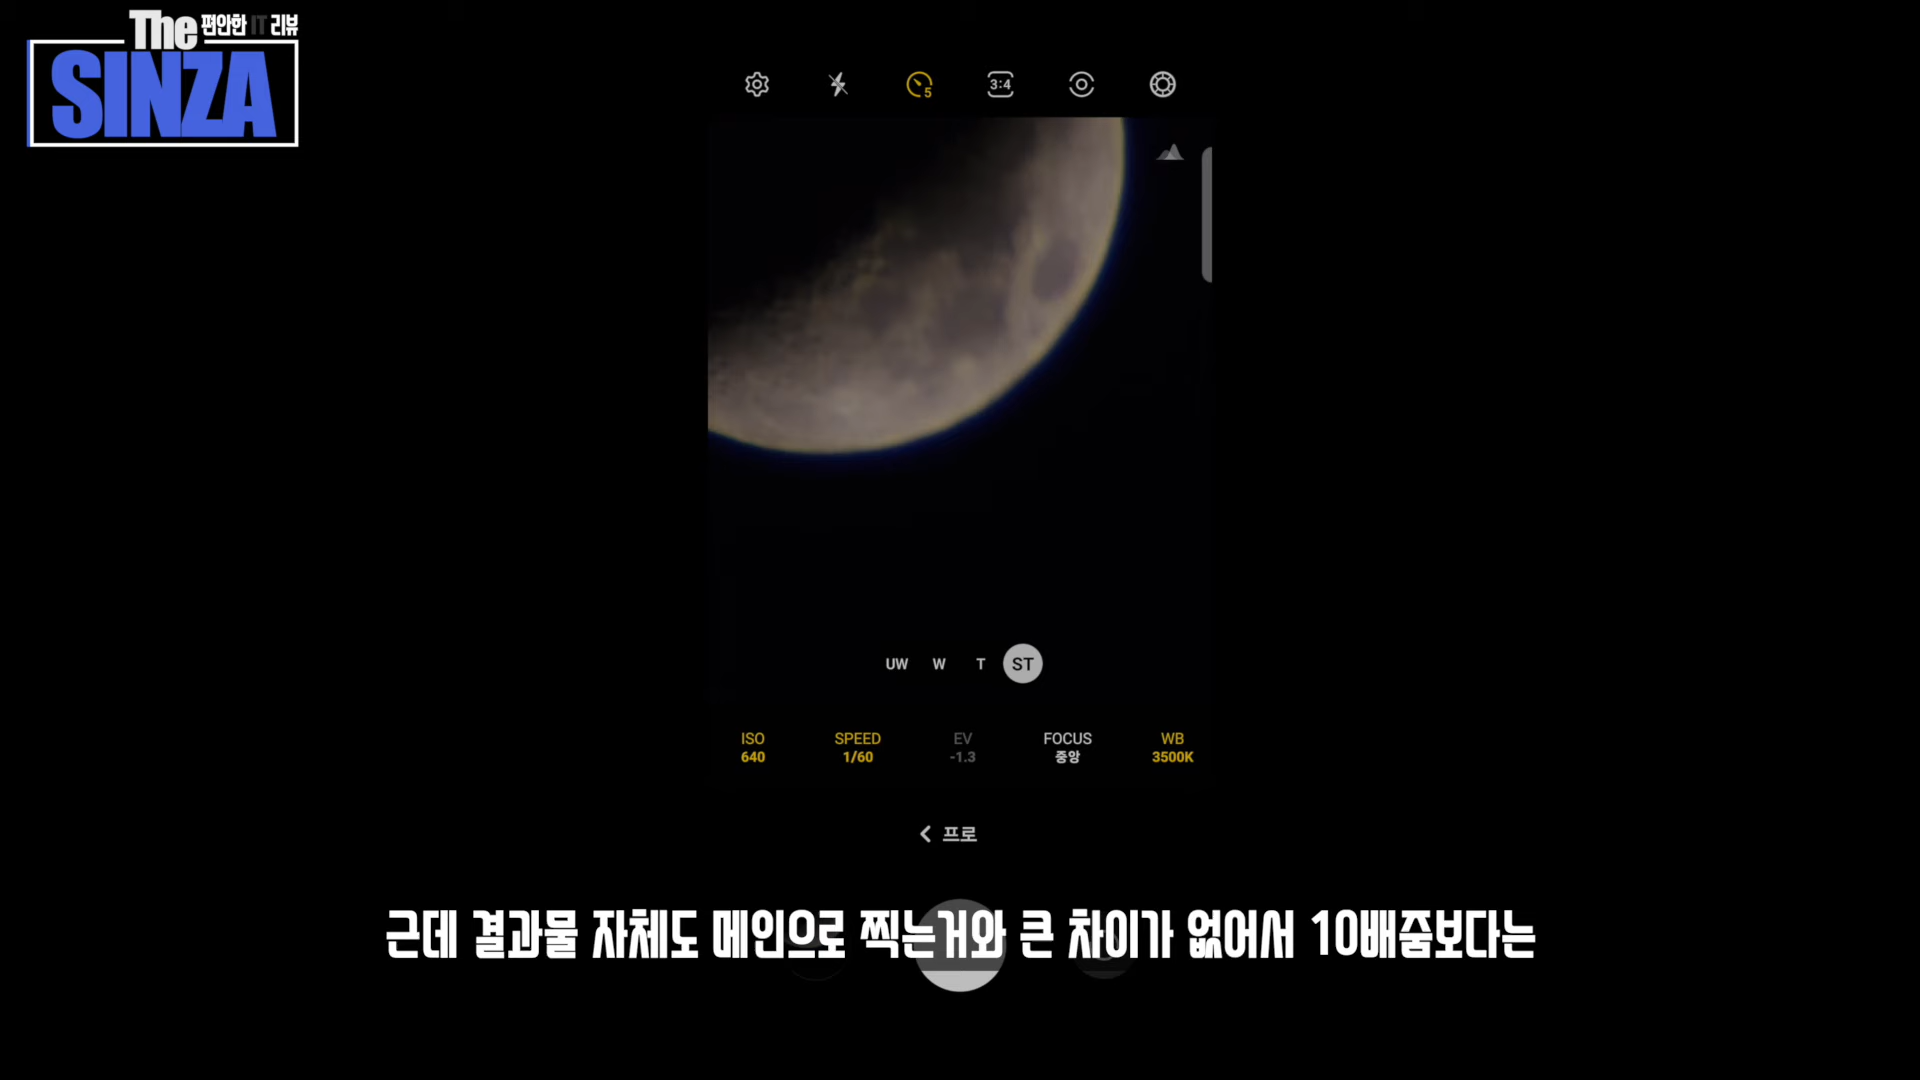 The 편안한 IT 리뷰
SINZA
5
3:4
UW W T ST
ISO SPEED EV FOCUS WB
640 1/60 -1.3 중앙 3500K
프로
근데 결과물 자체도 메인으로 찍는거와 큰 차이가 없어서 10배줌보다는